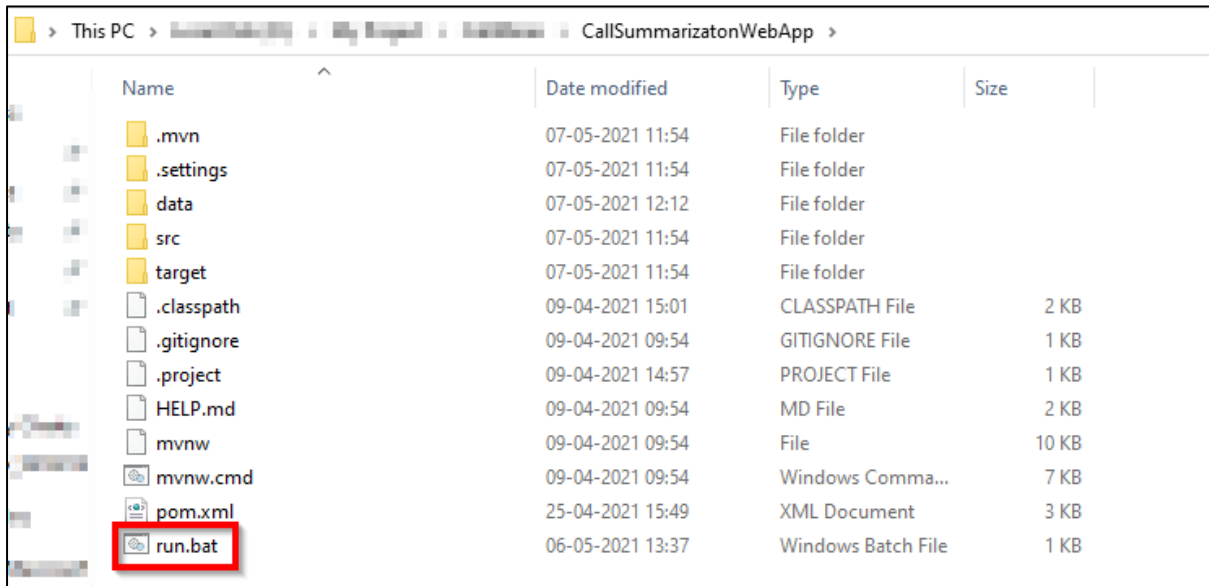 This PC > CallSummarizatonWebApp >
Name Date modified Type Size
.mvn 07-05-2021 11:54 File folder
.settings 07-05-2021 11:54 File folder
data 07-05-2021 12:12 File folder
src 07-05-2021 11:54 File folder
target 07-05-2021 11:54 File folder
.classpath 09-04-2021 15:01 CLASSPATH File 2 KB
.gitignore 09-04-2021 09:54 GITIGNORE File 1 KB
.project 09-04-2021 14:57 PROJECT File 1 KB
HELP.md 09-04-2021 09:54 MD File 2 KB
mvnw 09-04-2021 09:54 File 10 KB
mvnw.cmd 09-04-2021 09:54 Windows Comma... 7 KB
pom.xml 25-04-2021 15:49 XML Document 3 KB
run.bat 06-05-2021 13:37 Windows Batch File 1 KB